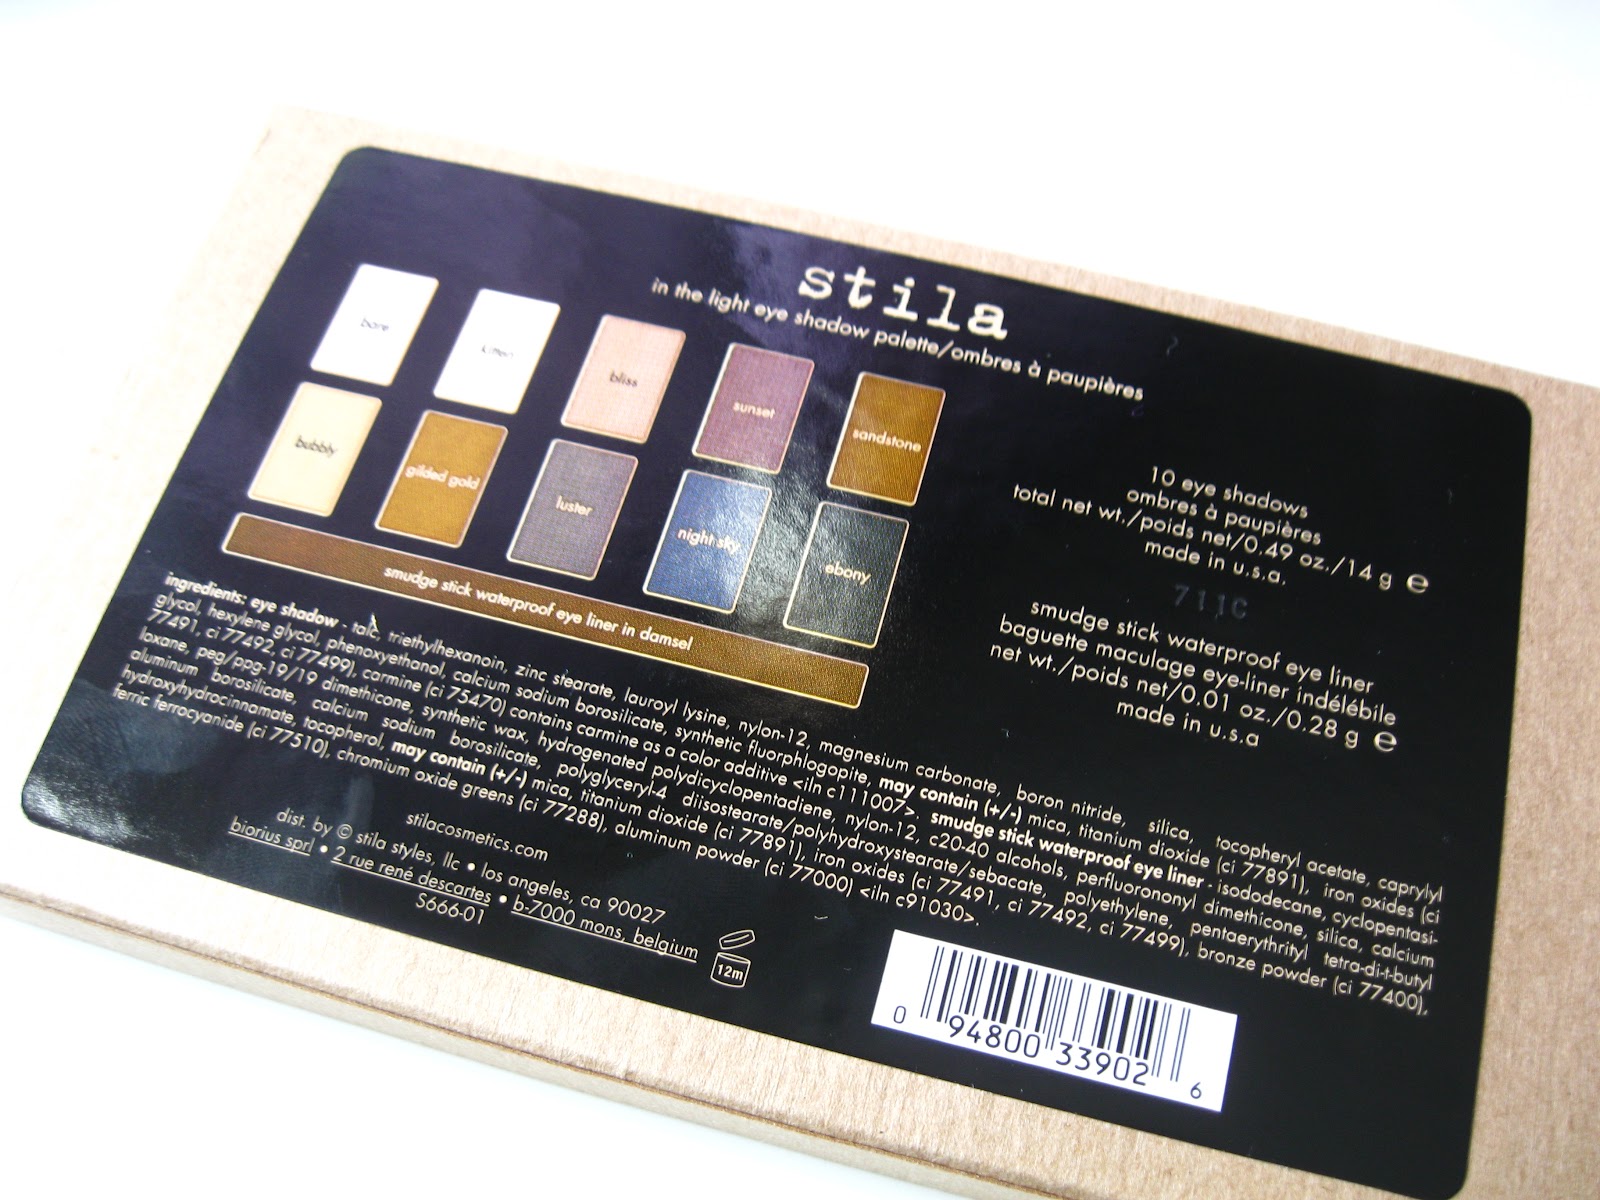 stila
in the light eye shadow palette/ombres à paupières
bare
kitten
bliss
sunset
sandstone
bubbly
gilded gold
luster
night sky
ebony
smudge stick waterproof eye liner in damsel
10 eye shadows
ombres à paupières
total net wt./poids net/0.49 oz./14 g e
made in u.s.a.
711C
smudge stick waterproof eye liner
baguette maculage eye-liner indélébile
net wt./poids net/0.01 oz./0.28 g e
made in u.s.a
ingredients: eye shadow - talc, triethylhexanoin, zinc stearate, lauroyl lysine, nylon-12, magnesium carbonate, boron nitride, silica, tocopheryl acetate, caprylyl
glycol, hexylene glycol, phenoxyethanol, calcium sodium borosilicate, synthetic fluorphlogopite, may contain (+/-) mica, titanium dioxide (ci 77891), iron oxides (ci
77491, ci 77492, ci 77499), carmine (ci 75470) contains carmine as a color additive <iln c111007>. smudge stick waterproof eye liner - isododecane, cyclopentasi-
loxane, peg/ppg-19/19 dimethicone, synthetic wax, hydrogenated polydicyclopentadiene, nylon-12, c20-40 alcohols, perfluorononyl dimethicone, silica, calcium
aluminum borosilicate, calcium sodium borosilicate, polyglyceryl-4 diisostearate/polyhydroxystearate/sebacate, polyethylene, pentaerythrityl tetra-di-t-butyl
hydroxyhydrocinnamate, tocopherol, may contain (+/-) mica, titanium dioxide (ci 77891), iron oxides (ci 77491, ci 77492, ci 77499), bronze powder (ci 77400),
ferric ferrocyanide (ci 77510), chromium oxide greens (ci 77288), aluminum powder (ci 77000) <iln c91030>.
stilacosmetics.com
dist. by © stila styles, llc • los angeles, ca 90027
biorius sprl • 2 rue rené descartes • b-7000 mons, belgium
S666-01
12m
0 94800 33902 6